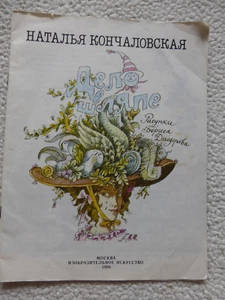 НАТАЛЬЯ КОНЧАЛОВСКАЯ
Дело
в шляпе
Рисунки
Бориса
Диодорова
МОСКВА
ИЗОБРАЗИТЕЛЬНОЕ ИСКУССТВО